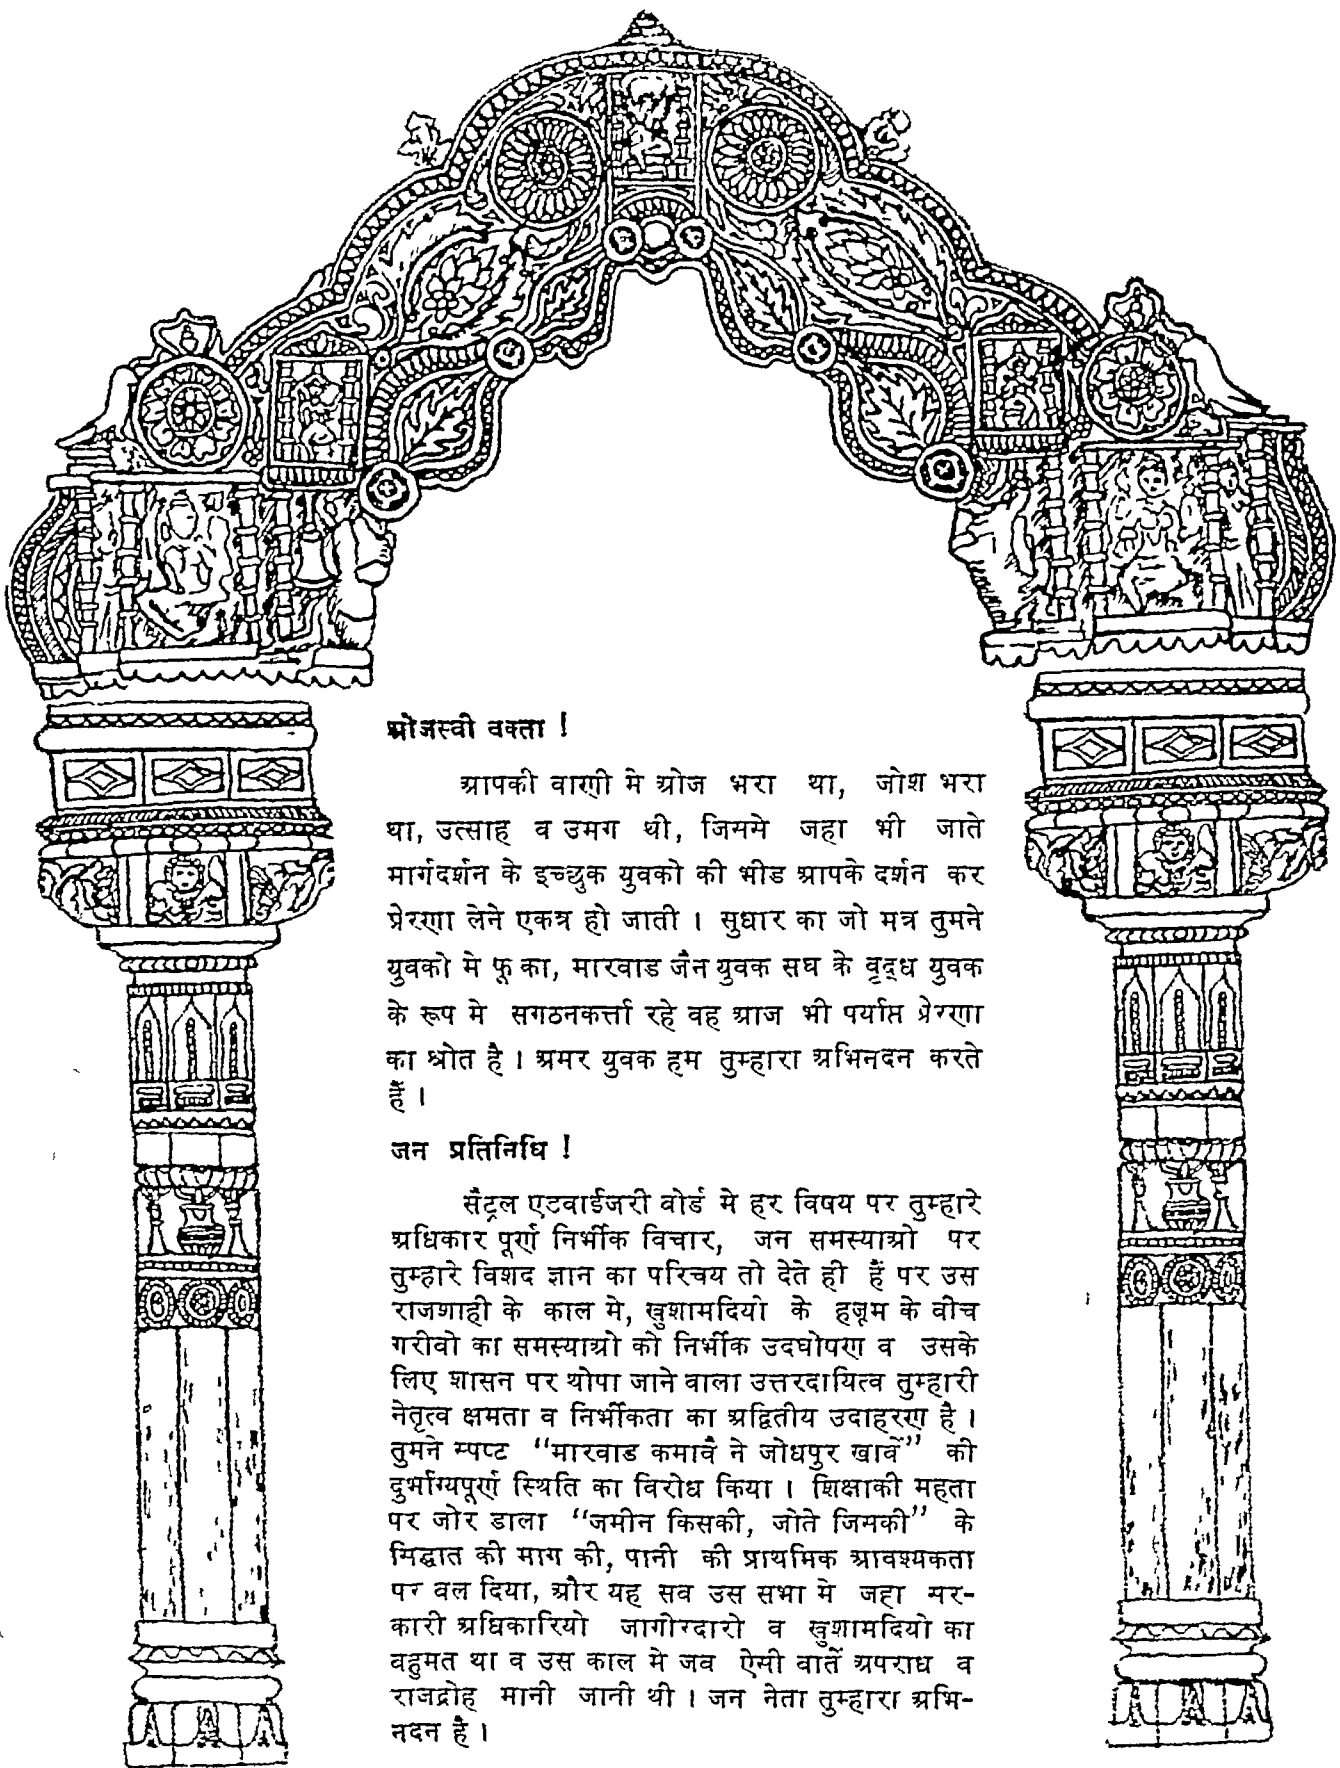 ओजस्वी वक्ता !
आपकी वाणी मे ओज भरा था, जोश भरा
था, उत्साह व उमग थी, जिसमे जहा भी जाते
मार्गदर्शन के इच्छुक युवको की भीड आपके दर्शन कर
प्रेरणा लेने एकत्र हो जाती । सुधार का जो मत्र तुमने
युवको मे फू का, मारवाड जैन युवक सघ के वृद्ध युवक
के रूप मे सगठनकर्त्ता रहे वह आज भी पर्याप्त प्रेरणा
का श्रोत है । अमर युवक हम तुम्हारा अभिनदन करते
हैं ।
जन प्रतिनिधि !
सैंट्रल एटवाईजरी वोर्ड मे हर विषय पर तुम्हारे
अधिकार पूर्ण निर्भीक विचार, जन समस्याओ पर
तुम्हारे विशद ज्ञान का परिचय तो देते ही हैं पर उस
राजशाही के काल मे, खुशामदियो के हजूम के वीच
गरीवो का समस्याओ को निर्भीक उदघोषण व उसके
लिए शासन पर थोपा जाने वाला उत्तरदायित्व तुम्हारी
नेतृत्व क्षमता व निर्भीकता का अद्वितीय उदाहरण है ।
तुमने स्पष्ट “मारवाड कमावै ने जोधपुर खावें” की
दुर्भाग्यपूर्ण स्थिति का विरोध किया । शिक्षाकी महता
पर जोर डाला “जमीन किसकी, जोते जिसकी” के
सिद्धात की माग की, पानी की प्राथमिक आवश्यकता
पर वल दिया, और यह सव उस सभा मे जहा सर-
कारी अधिकारियो जागीरदारो व खुशामदियो का
वहुमत था व उस काल मे जव ऐसी वातें अपराध व
राजद्रोह मानी जाती थी । जन नेता तुम्हारा अभि-
नदन है ।